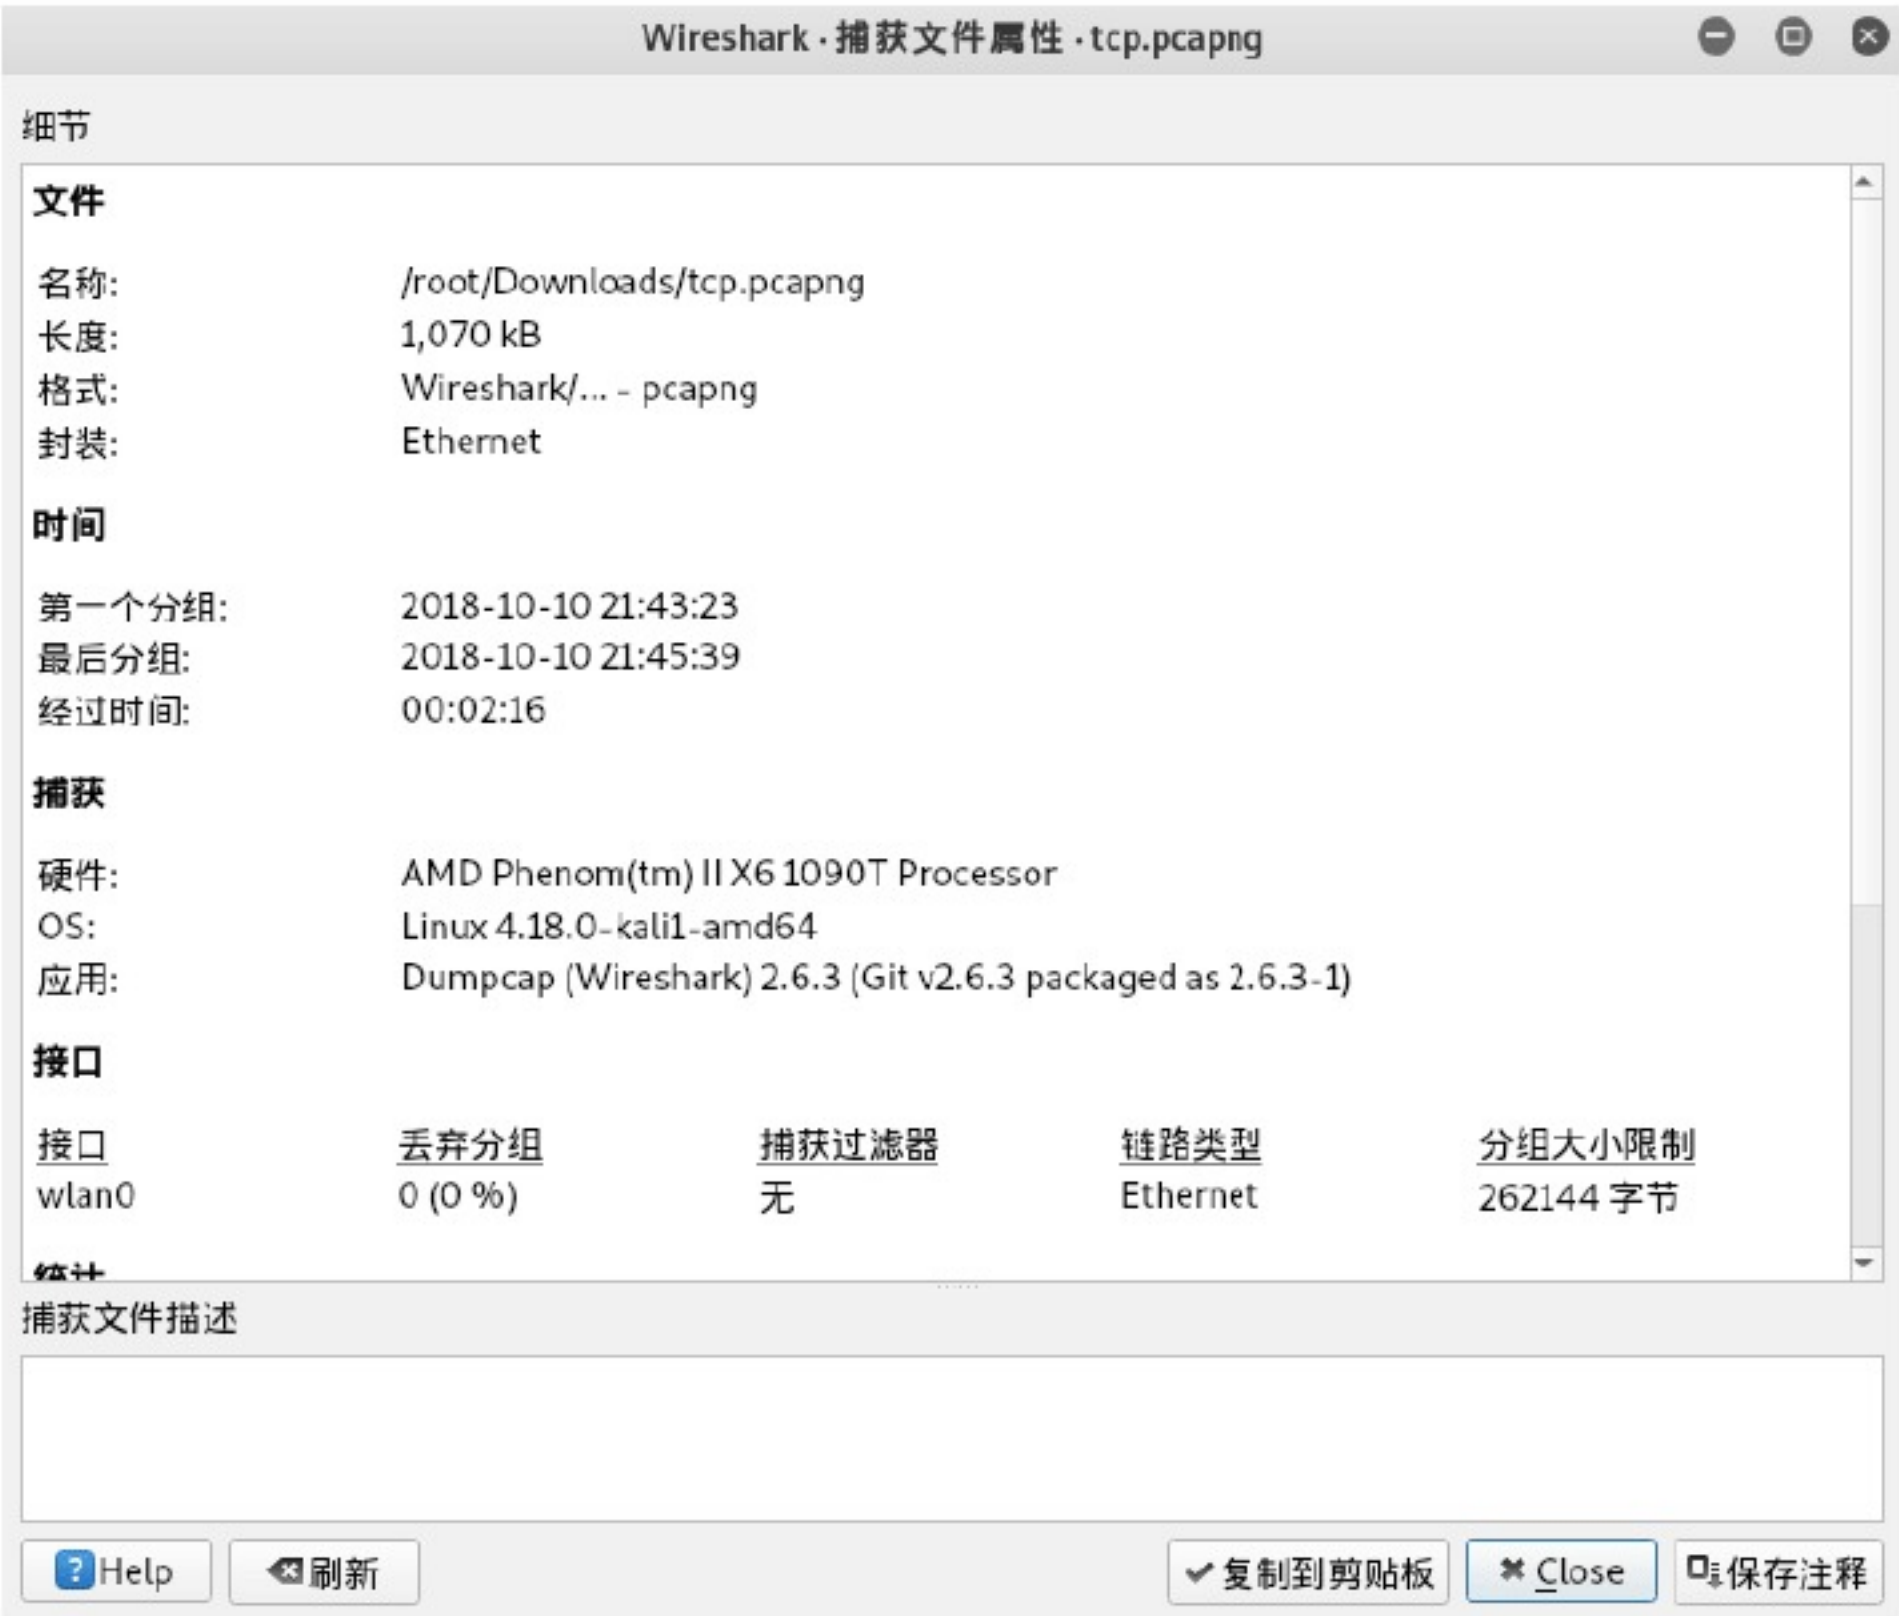 Wireshark · 捕获文件属性 · tcp.pcapng
细节
文件
名称: /root/Downloads/tcp.pcapng
长度: 1,070 kB
格式: Wireshark/... - pcapng
封装: Ethernet
时间
第一个分组: 2018-10-10 21:43:23
最后分组: 2018-10-10 21:45:39
经过时间: 00:02:16
捕获
硬件: AMD Phenom(tm) II X6 1090T Processor
OS: Linux 4.18.0-kali1-amd64
应用: Dumpcap (Wireshark) 2.6.3 (Git v2.6.3 packaged as 2.6.3-1)
接口
接口 丢弃分组 捕获过滤器 链路类型 分组大小限制
wlan0 0 (0 %) 无 Ethernet 262144 字节
统计
捕获文件描述
Help 刷新 复制到剪贴板 Close 保存注释